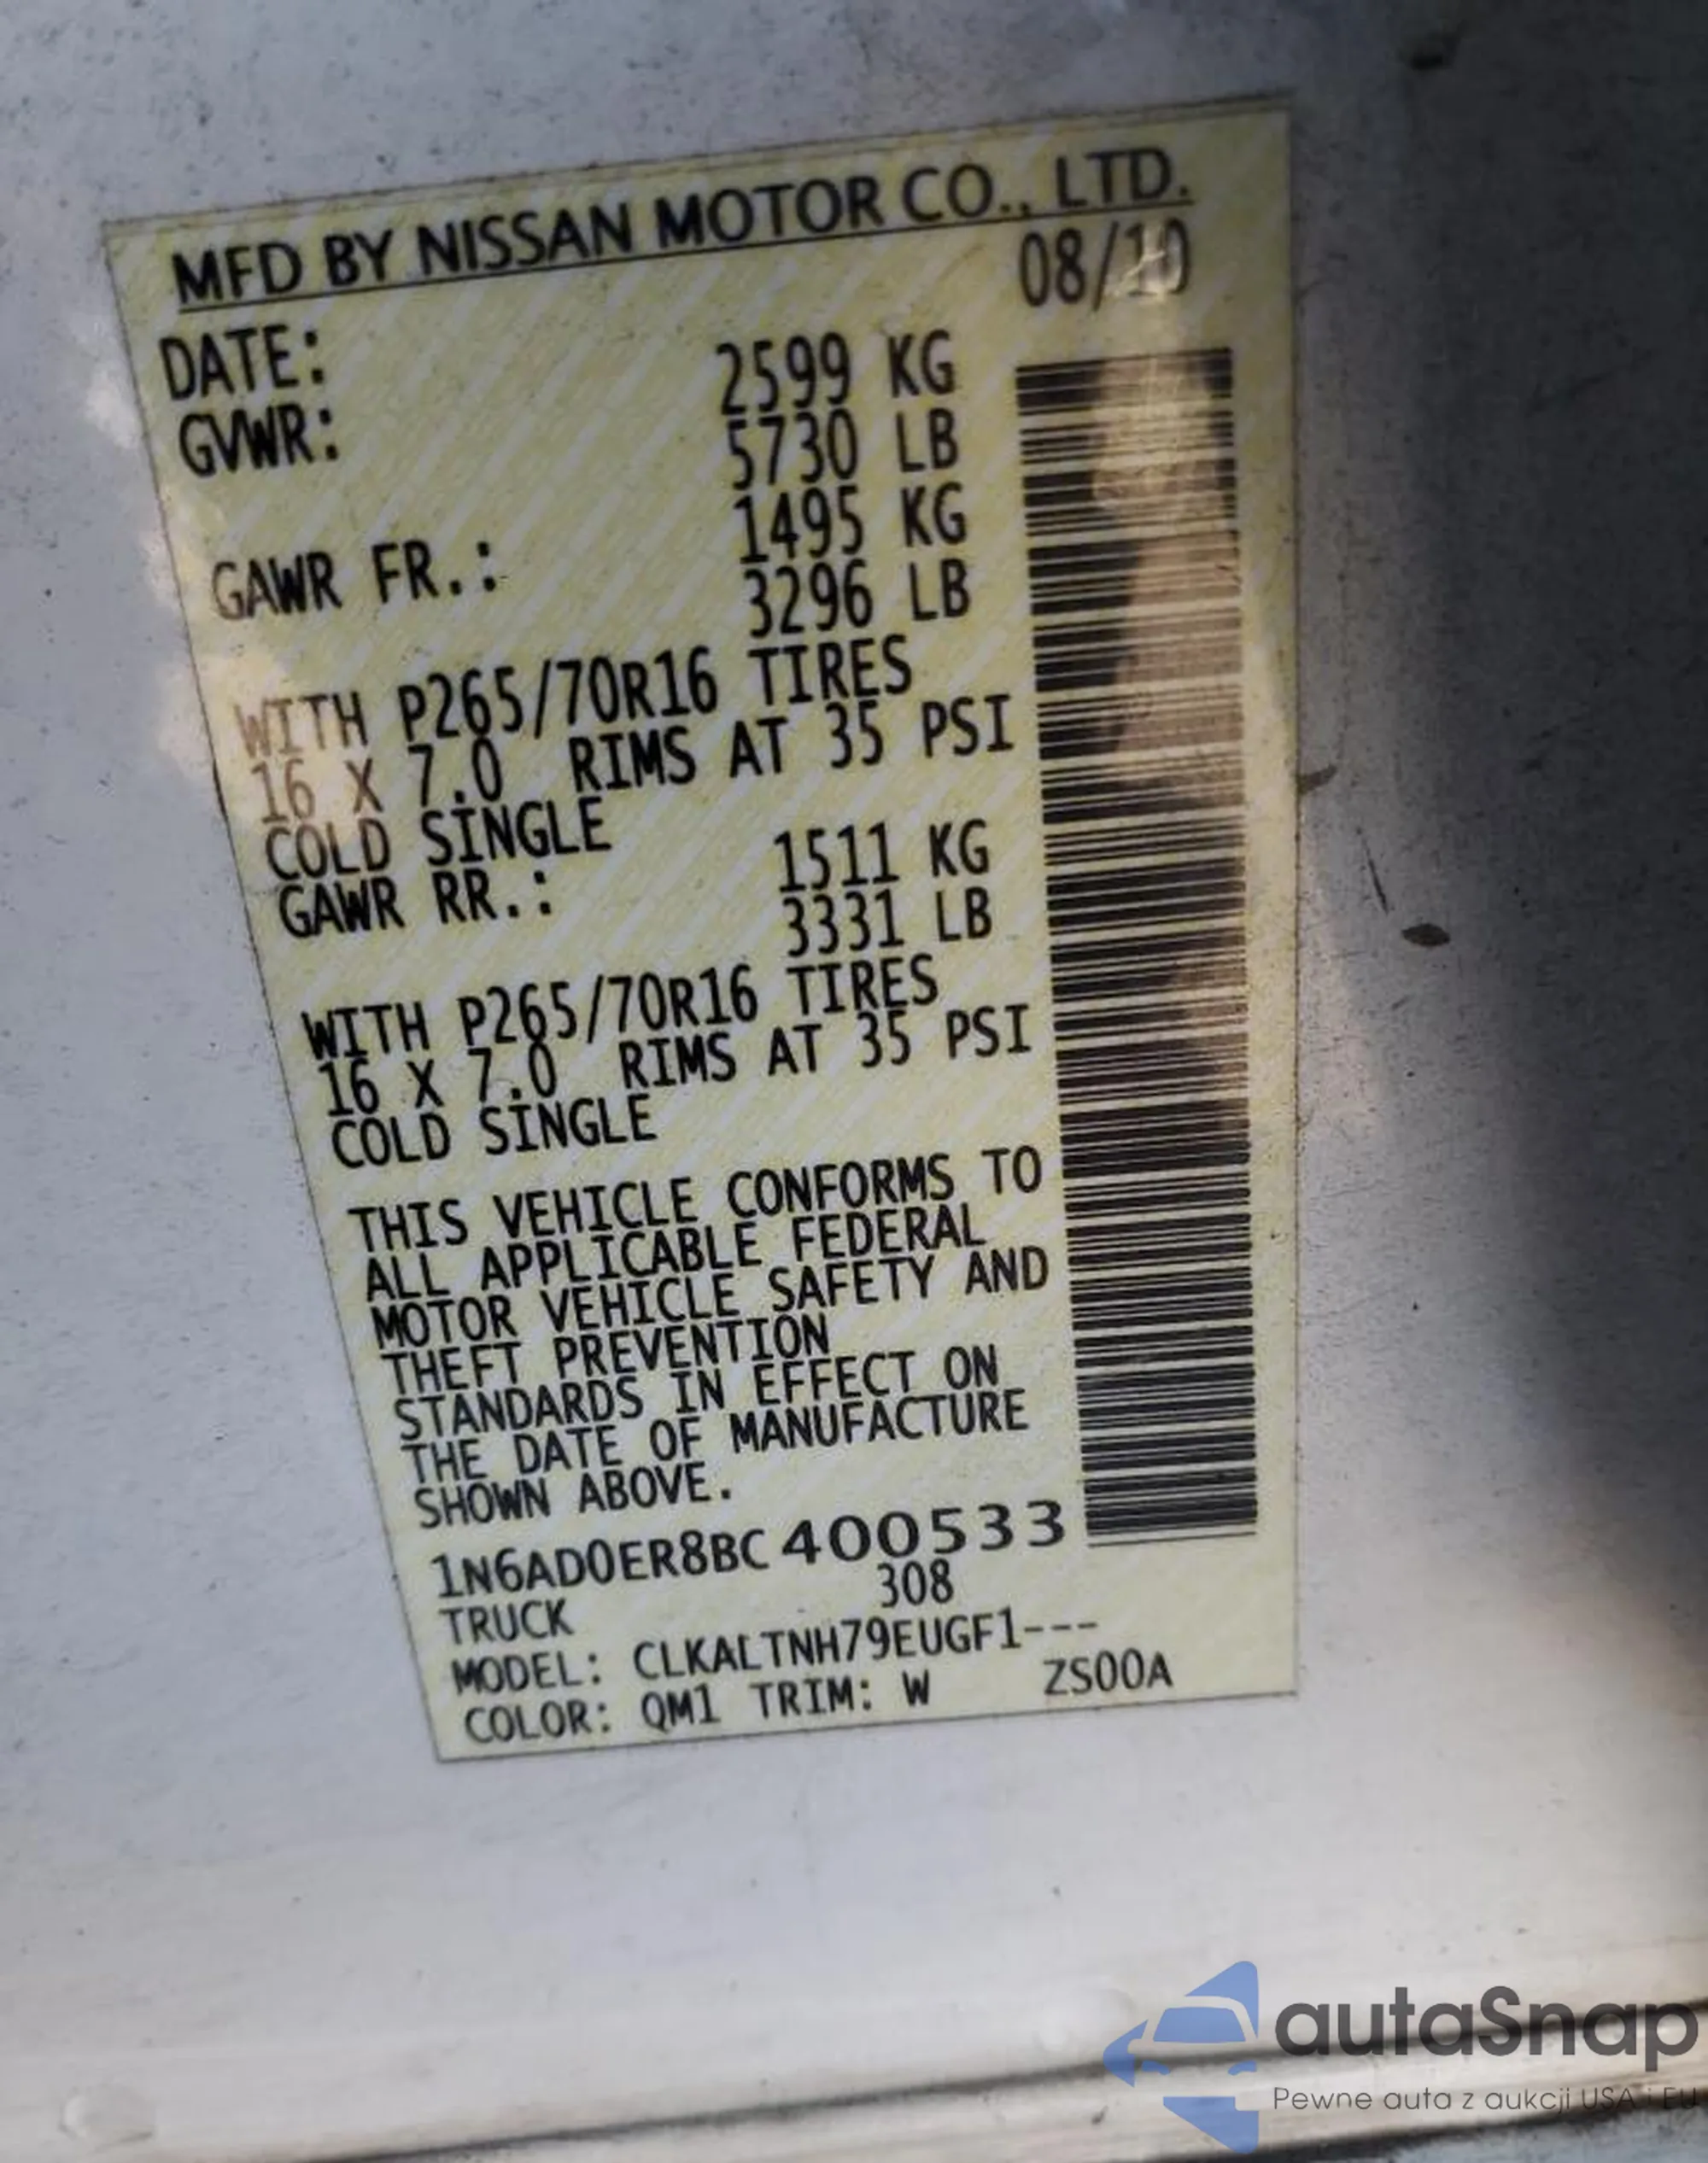 MFD BY NISSAN MOTOR CO., LTD.
DATE: 08/10
GVWR: 2599 KG
5730 LB
GAWR FR.: 1495 KG
3296 LB
WITH P265/70R16 TIRES
16 X 7.0 RIMS AT 35 PSI
COLD SINGLE
GAWR RR.: 1511 KG
3331 LB
WITH P265/70R16 TIRES
16 X 7.0 RIMS AT 35 PSI
COLD SINGLE
THIS VEHICLE CONFORMS TO
ALL APPLICABLE FEDERAL
MOTOR VEHICLE SAFETY AND
THEFT PREVENTION
STANDARDS IN EFFECT ON
THE DATE OF MANUFACTURE
SHOWN ABOVE.
1N6AD0ER8BC400533
TRUCK 308
MODEL: CLKALTNH79EUGF1---
COLOR: QM1 TRIM: W ZS00A
autaSnap
Pewne auta z aukcji USA i EU